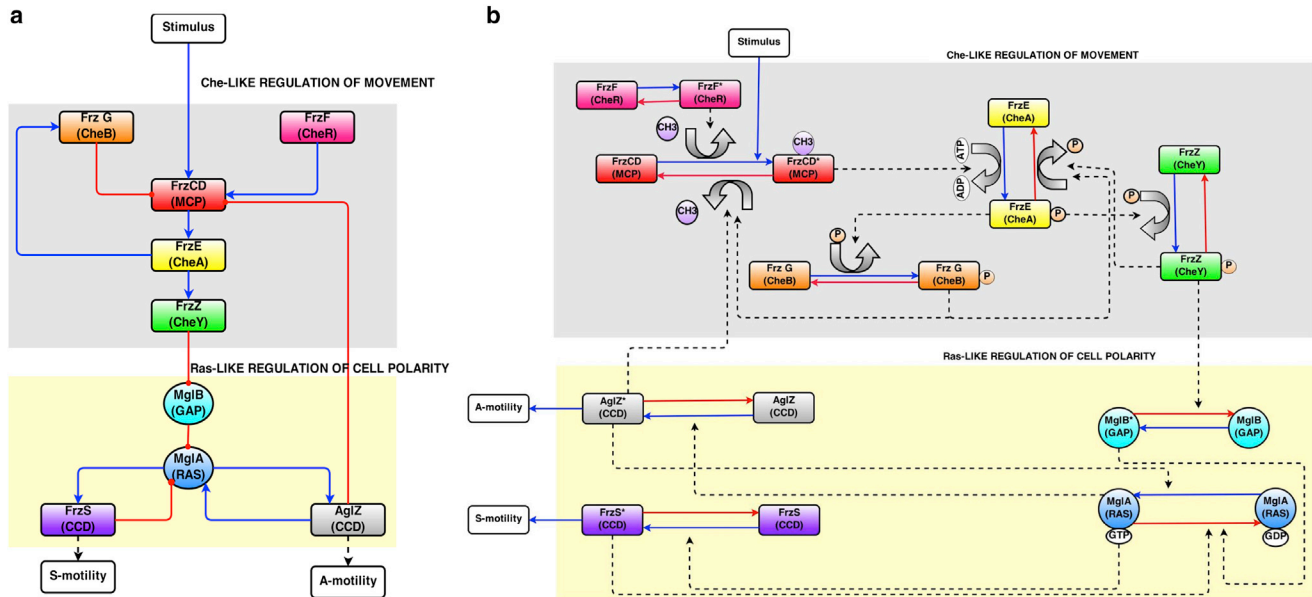 a
Stimulus
Che-LIKE REGULATION OF MOVEMENT
Frz G
(CheB)
FrzF
(CheR)
FrzCD
(MCP)
FrzE
(CheA)
FrzZ
(CheY)
Ras-LIKE REGULATION OF CELL POLARITY
MglB
(GAP)
MglA
(RAS)
FrzS
(CCD)
AglZ
(CCD)
S-motility
A-motility
b
Stimulus
Che-LIKE REGULATION OF MOVEMENT
FrzF
(CheR)
FrzF*
(CheR)
CH3
CH3
FrzCD
(MCP)
FrzCD*
(MCP)
CH3
ATP
ADP
FrzE
(CheA)
P
FrzE
(CheA)
P
FrzZ
(CheY)
P
FrzZ
(CheY)
P
P
Frz G
(CheB)
Frz G
(CheB)
P
Ras-LIKE REGULATION OF CELL POLARITY
A-motility
AglZ*
(CCD)
AglZ
(CCD)
MglB*
(GAP)
MglB
(GAP)
S-motility
FrzS*
(CCD)
FrzS
(CCD)
MglA
(RAS)
GTP
MglA
(RAS)
GDP